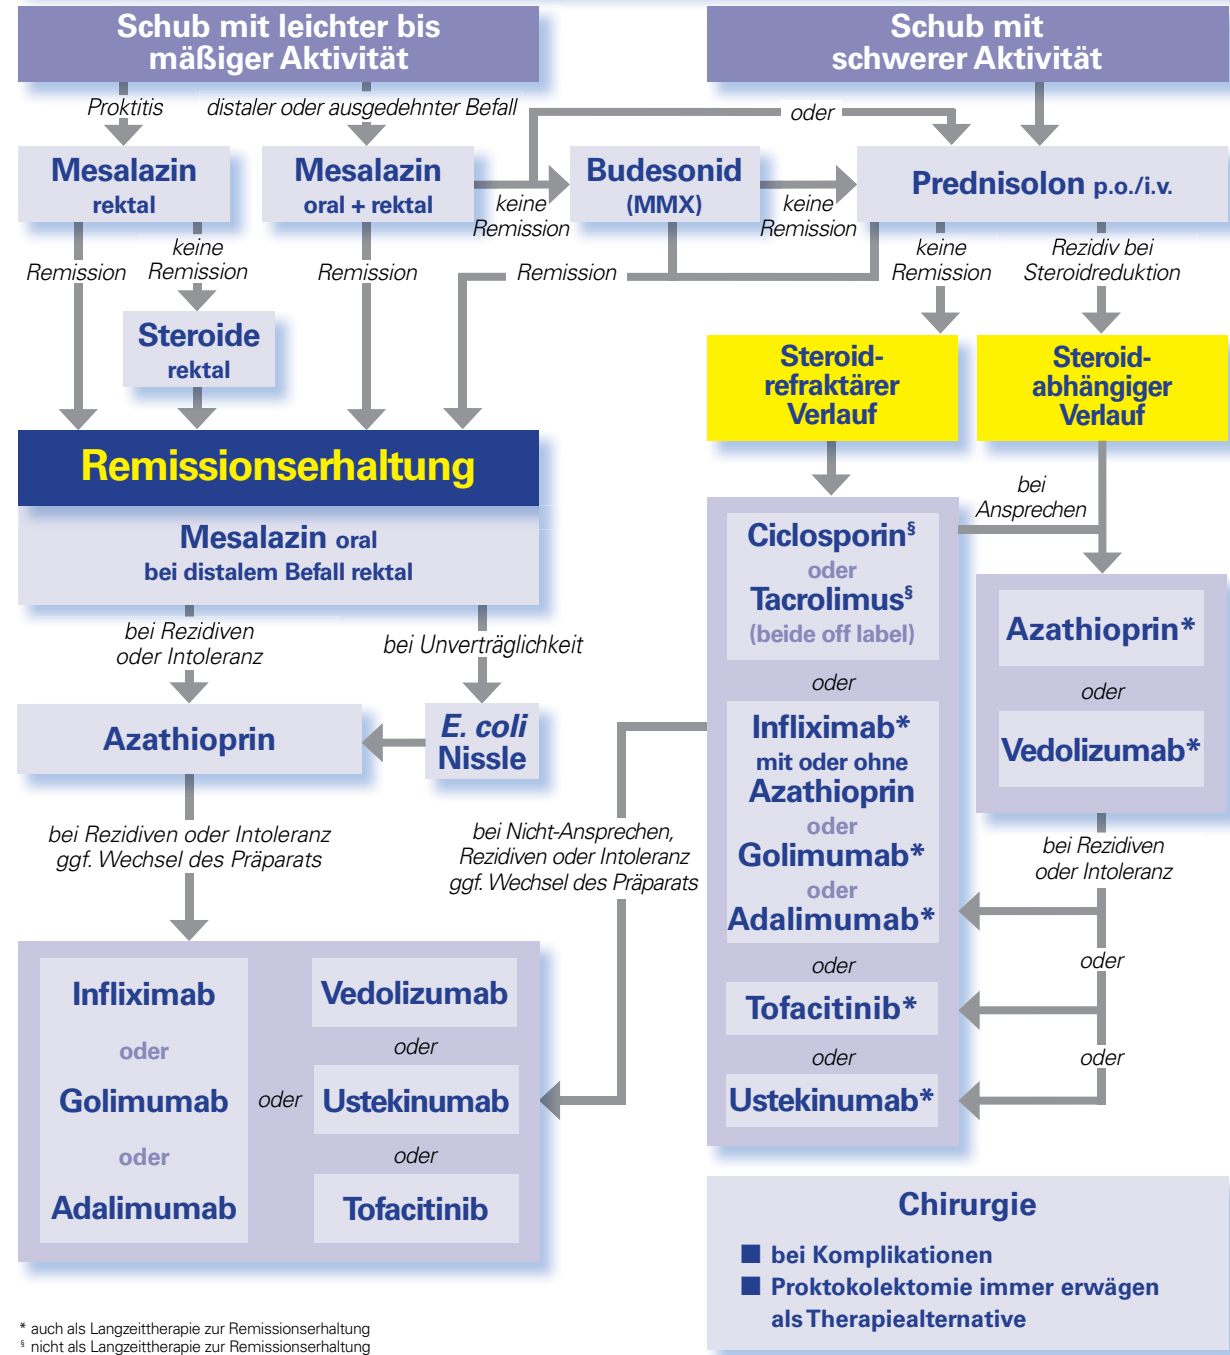 Schub mit leichter bis
mäßiger Aktivität
Schub mit
schwerer Aktivität
Proktitis
distaler oder ausgedehnter Befall
oder
Mesalazin
rektal
Mesalazin
oral + rektal
keine
Remission
Budesonid
(MMX)
keine
Remission
Prednisolon p.o./i.v.
Remission
keine
Remission
Remission
Remission
keine
Remission
Rezidiv bei
Steroidreduktion
Steroide
rektal
Steroid-
refraktärer
Verlauf
Steroid-
abhängiger
Verlauf
Remissionserhaltung
Mesalazin oral
bei distalem Befall rektal
bei
Ansprechen
Ciclosporin§
oder
Tacrolimus§
(beide off label)
oder
Infliximab*
mit oder ohne
Azathioprin
oder
Golimumab*
oder
Adalimumab*
oder
Tofacitinib*
oder
Ustekinumab*
Azathioprin*
oder
Vedolizumab*
bei Rezidiven
oder Intoleranz
oder
oder
bei Rezidiven
oder Intoleranz
bei Unverträglichkeit
Azathioprin
E. coli
Nissle
bei Rezidiven oder Intoleranz
ggf. Wechsel des Präparats
bei Nicht-Ansprechen,
Rezidiven oder Intoleranz
ggf. Wechsel des Präparats
Infliximab
oder
Golimumab
oder
Adalimumab
oder
Vedolizumab
oder
Ustekinumab
oder
Tofacitinib
Chirurgie
■ bei Komplikationen
■ Proktokolektomie immer erwägen
als Therapiealternative
* auch als Langzeittherapie zur Remissionserhaltung
§ nicht als Langzeittherapie zur Remissionserhaltung